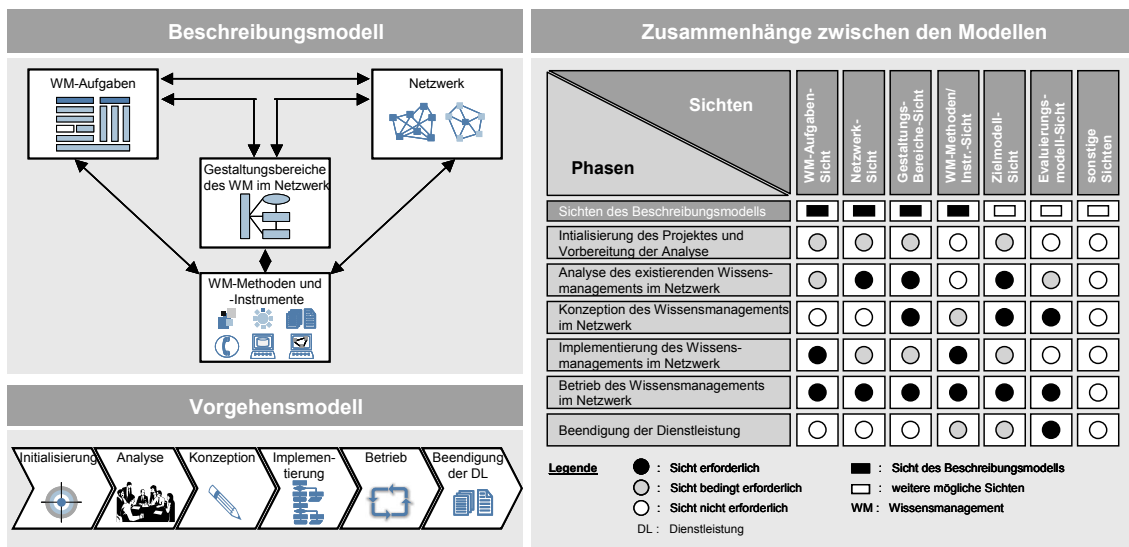 Beschreibungsmodell
WM-Aufgaben
Netzwerk
Gestaltungsbereiche
des WM im Netzwerk
WM-Methoden und
-Instrumente
Vorgehensmodell
Initialisierung
Analyse
Konzeption
Implemen-
tierung
Betrieb
Beendigung
der DL
Zusammenhänge zwischen den Modellen
Sichten
Phasen
WM-Aufgaben-
Sicht
Netzwerk-
Sicht
Gestaltungs-
Bereiche-Sicht
WM-Methoden/
Instr.-Sicht
Zielmodell-
Sicht
Evaluierungs-
modell-Sicht
sonstige
Sichten
Sichten des Beschreibungsmodells
Intialisierung des Projektes und
Vorbereitung der Analyse
Analyse des existierenden Wissens-
managements im Netzwerk
Konzeption des Wissensmanagements
im Netzwerk
Implementierung des Wissens-
managements im Netzwerk
Betrieb des Wissensmanagements
im Netzwerk
Beendigung der Dienstleistung
Legende
: Sicht erforderlich
: Sicht bedingt erforderlich
: Sicht nicht erforderlich
DL : Dienstleistung
: Sicht des Beschreibungsmodells
: weitere mögliche Sichten
WM : Wissensmanagement